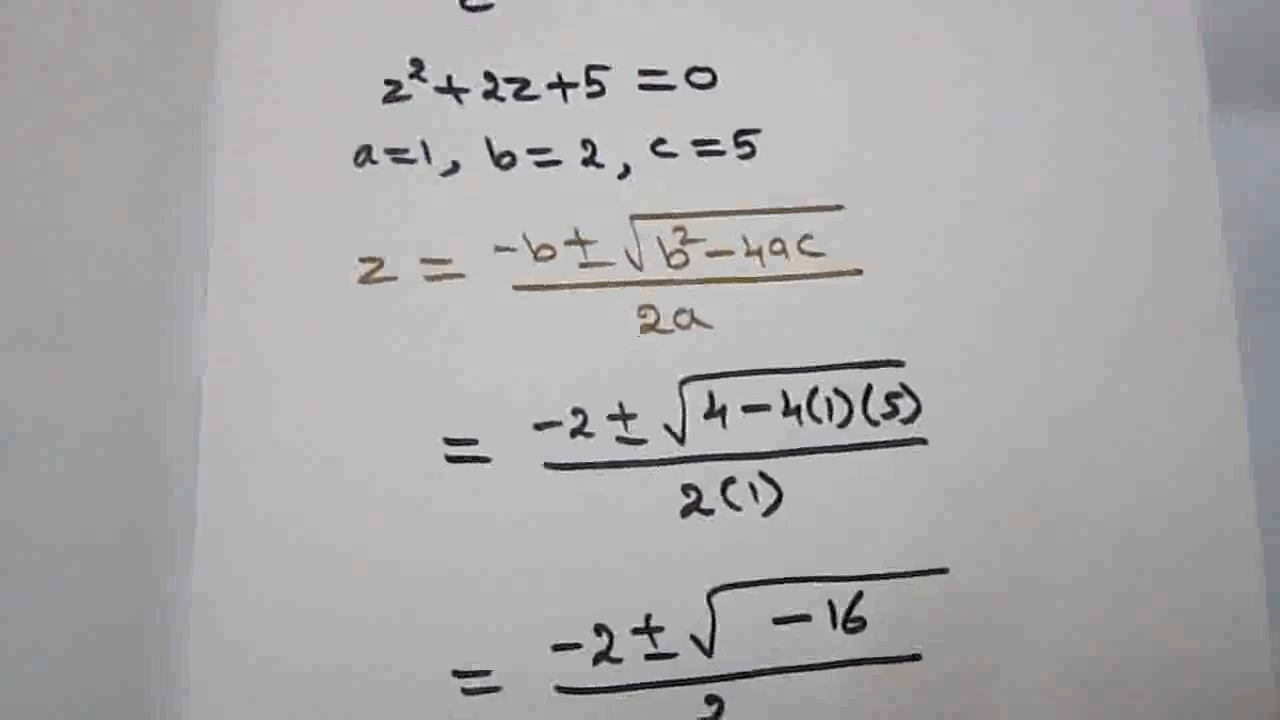 z²+2z+5=0
a=1, b=2, c=5
z = (-b±√(b²-4ac))/2a
= (-2±√(4-4(1)(5)))/2(1)
= (-2±√(-16))/2